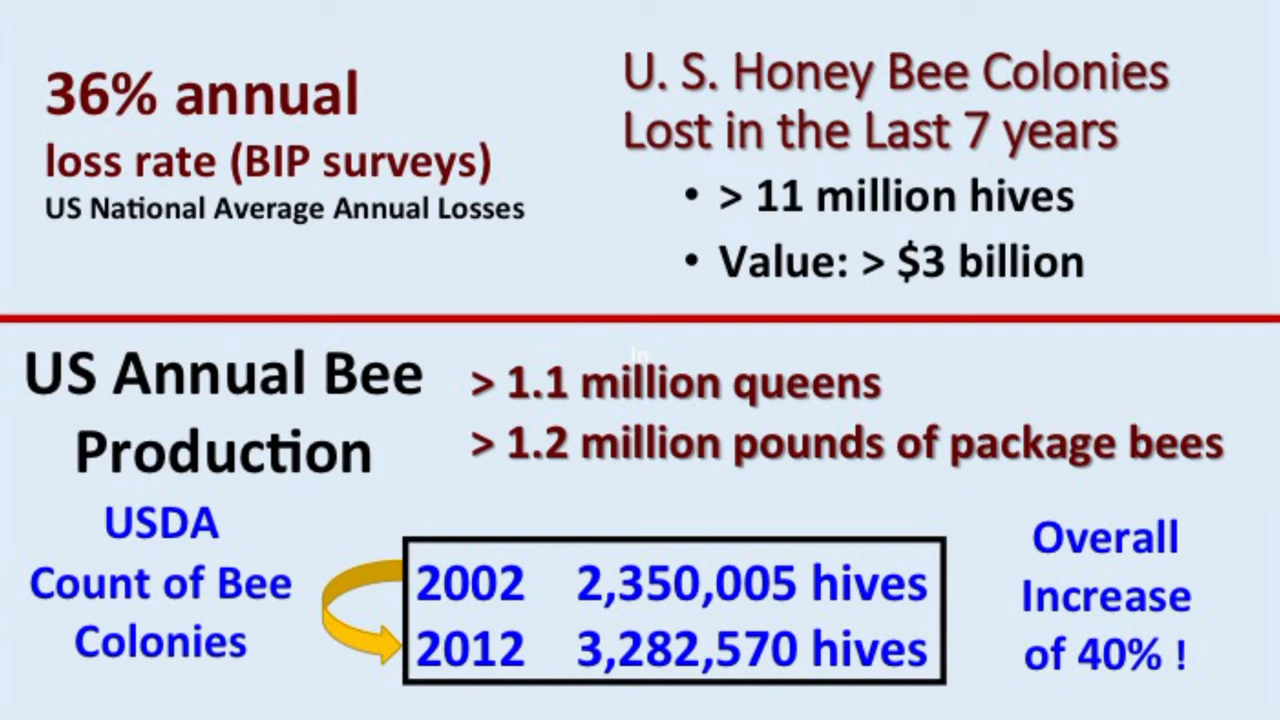 36% annual
loss rate (BIP surveys)
US National Average Annual Losses
U. S. Honey Bee Colonies
Lost in the Last 7 years
• > 11 million hives
• Value: > $3 billion
In
US Annual Bee
Production
> 1.1 million queens
> 1.2 million pounds of package bees
USDA
Count of Bee
Colonies
2002 2,350,005 hives
2012 3,282,570 hives
Overall
Increase
of 40% !